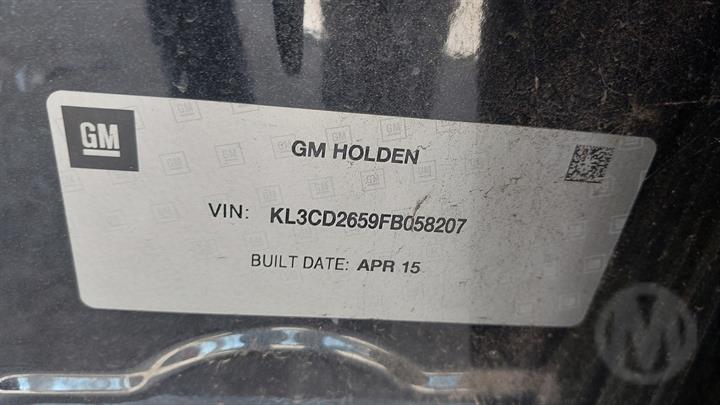 GM
GM HOLDEN
VIN: KL3CD2659FB058207
BUILT DATE: APR 15
M